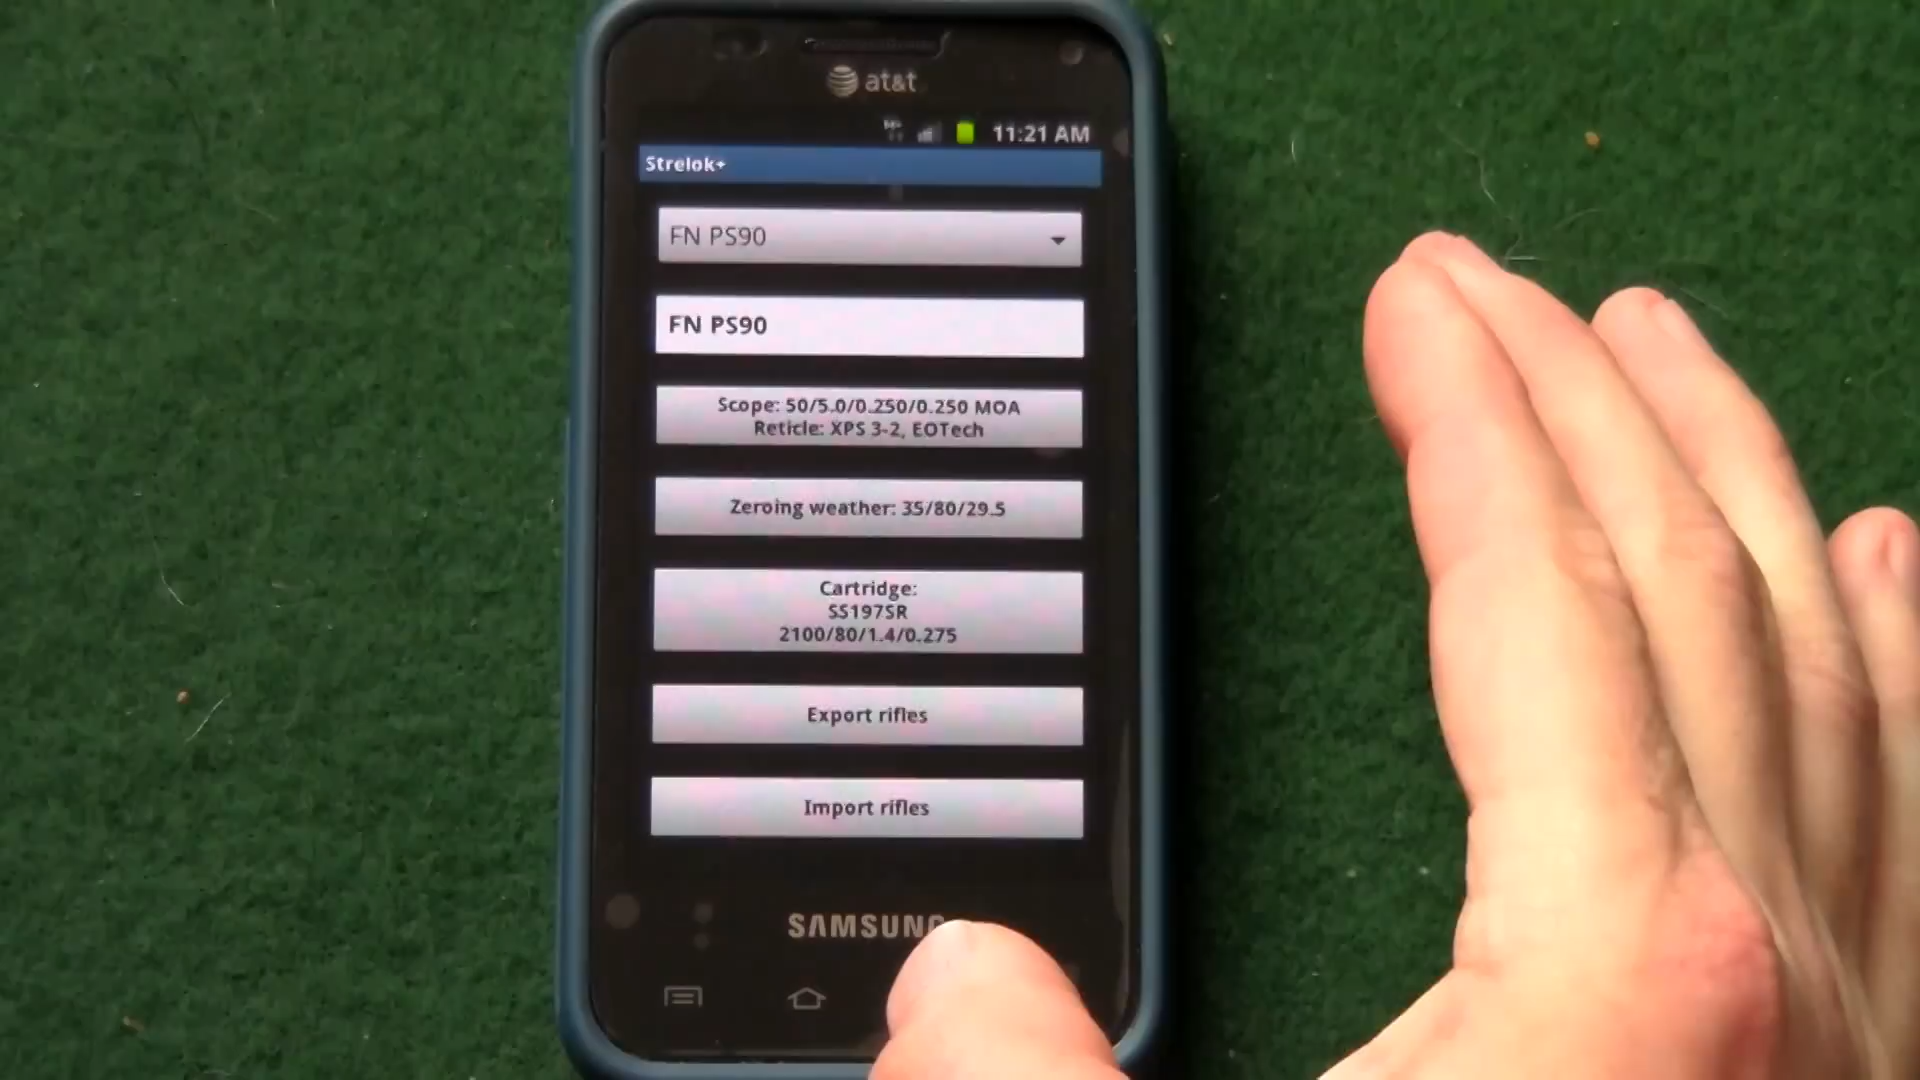 at&t
11:21 AM
Strelok+
FN PS90
FN PS90
Scope: 50/5.0/0.250/0.250 MOA
Reticle: XPS 3-2, EOTech
Zeroing weather: 35/80/29.5
Cartridge:
SS197SR
2100/80/1.4/0.275
Export rifles
Import rifles
SAMSUNG